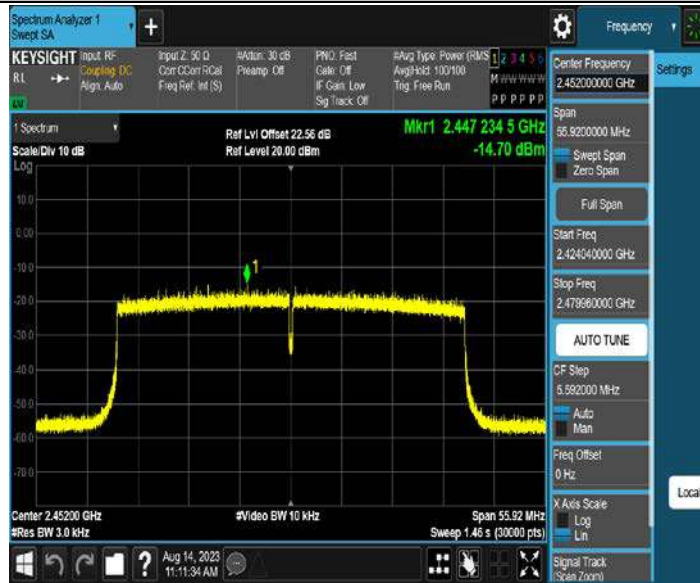 Spectrum Analyzer 1
Swept SA
Frequency
KEYSIGHT
RL
Input: RF
Coupling: DC
Align: Auto
Input Z: 50 Ω
Corr CCorr RCal
Freq Ref: Int (S)
#Atten: 30 dB
Preamp: Off
PNO: Fast
Gate: Off
IF Gain: Low
Sig Track: Off
#Avg Type: Power (RMS
Avg|Hold: 100/100
Trig: Free Run
1 2 3 4 5 6
M W W W W W
P P P P P P
1 Spectrum
Scale/Div 10 dB
Log
Ref Lvl Offset 22.56 dB
Ref Level 20.00 dBm
Mkr1 2.447 234 5 GHz
-14.70 dBm
10.0
0.00
-10.0
-20.0
-30.0
-40.0
-50.0
-60.0
-70.0
1
Center 2.45200 GHz
#Res BW 3.0 kHz
#Video BW 10 kHz
Span 55.92 MHz
Sweep 1.46 s (30000 pts)
Aug 14, 2023
11:11:34 AM
Center Frequency
2.452000000 GHz
Settings
Span
55.9200000 MHz
Swept Span
Zero Span
Full Span
Start Freq
2.424040000 GHz
Stop Freq
2.479960000 GHz
AUTO TUNE
CF Step
5.592000 MHz
Auto
Man
Freq Offset
0 Hz
X Axis Scale
Log
Lin
Local
Signal Track
(Span Zoom)